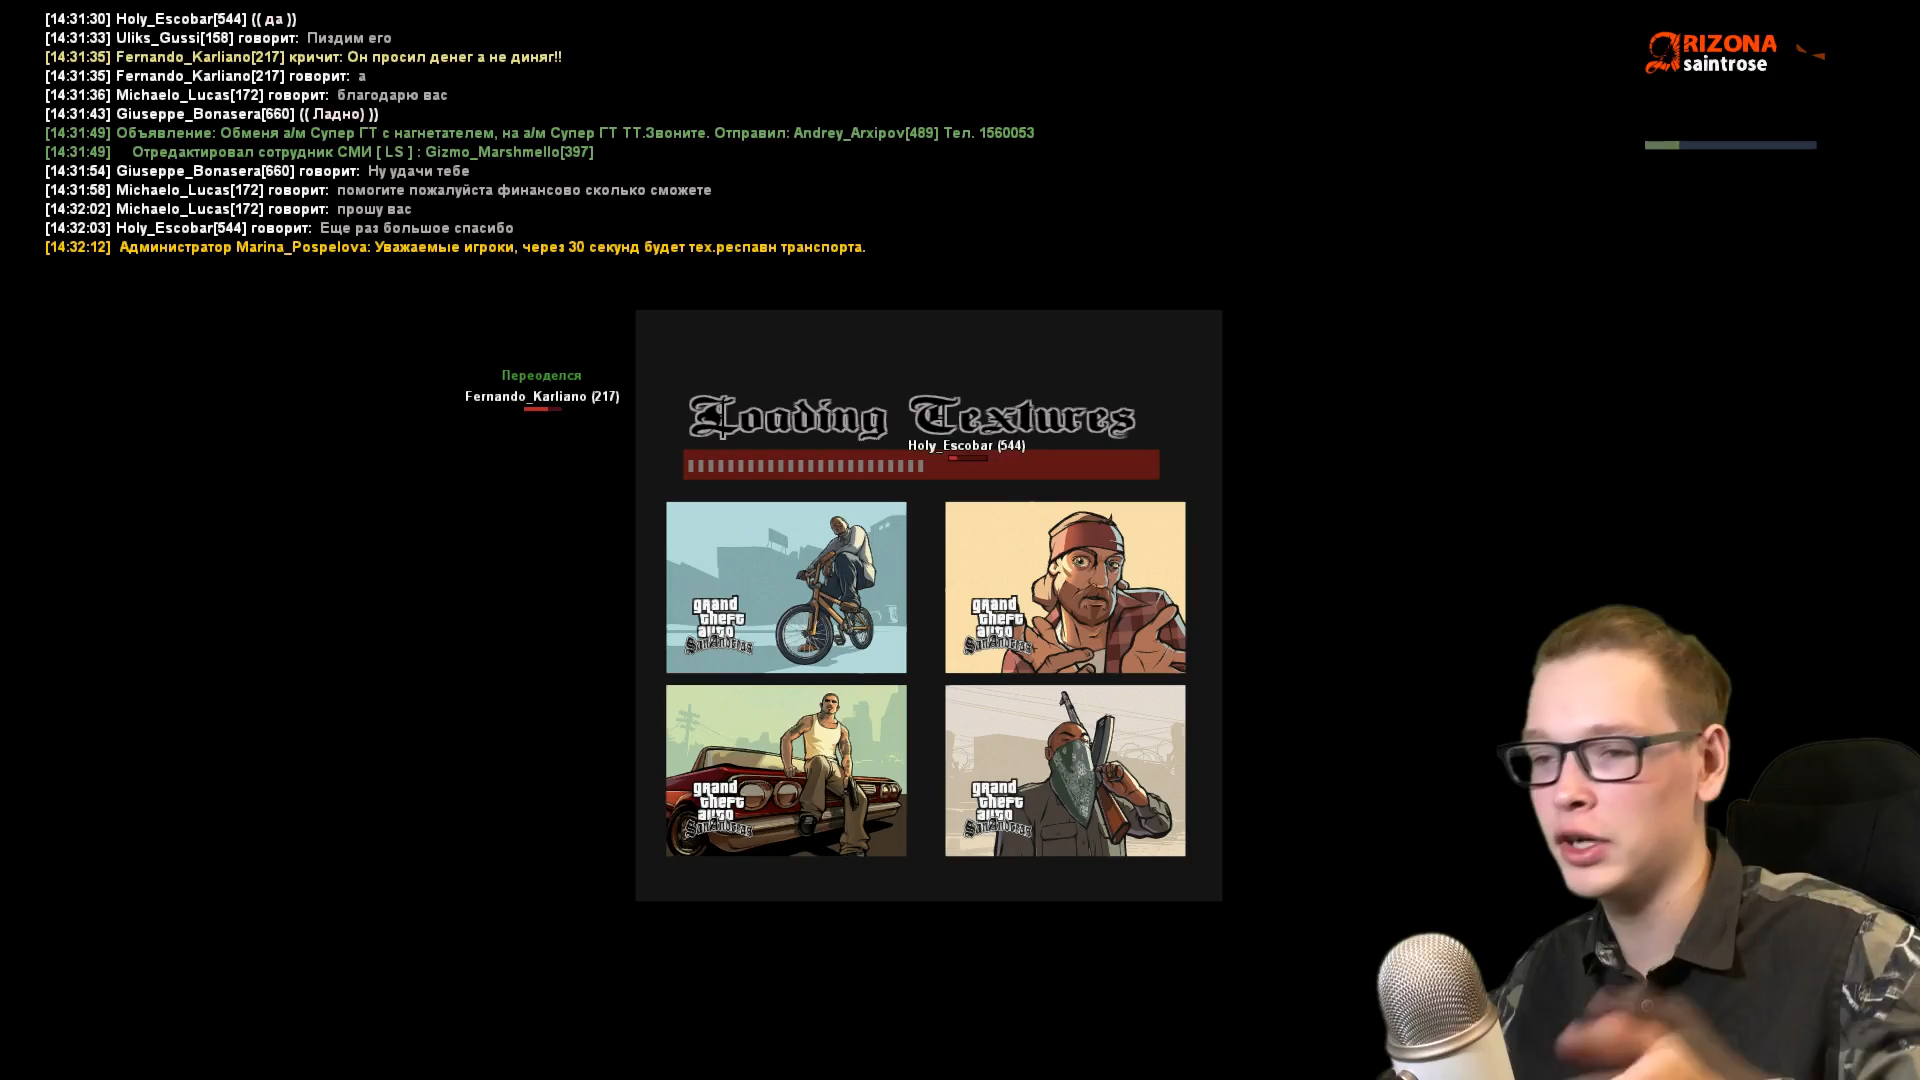 [14:31:30] Holy_Escobar[544] (( да ))
[14:31:33] Uliks_Gussi[158] говорит: Пиздим его
[14:31:35] Fernando_Karliano[217] кричит: Он просил денег а не диняг!!
[14:31:35] Fernando_Karliano[217] говорит: а
[14:31:36] Michaelo_Lucas[172] говорит: благодарю вас
[14:31:43] Giuseppe_Bonasera[660] (( Ладно) ))
[14:31:49] Объявление: Обменя а/м Супер ГТ с нагнетателем, на а/м Супер ГТ ТТ.Звоните. Отправил: Andrey_Arxipov[489] Тел. 1560053
[14:31:49] Отредактировал сотрудник СМИ [ LS ] : Gizmo_Marshmello[397]
[14:31:54] Giuseppe_Bonasera[660] говорит: Ну удачи тебе
[14:31:58] Michaelo_Lucas[172] говорит: помогите пожалуйста финансово сколько сможете
[14:32:02] Michaelo_Lucas[172] говорит: прошу вас
[14:32:03] Holy_Escobar[544] говорит: Еще раз большое спасибо
[14:32:12] Администратор Marina_Pospelova: Уважаемые игроки, через 30 секунд будет тех.респавн транспорта.
ARIZONA
saintrose
Переоделся
Fernando_Karliano (217)
Loading Textures
Holy_Escobar (544)
grand
theft
auto
San Andreas
grand
theft
auto
San Andreas
grand
theft
auto
San Andreas
grand
theft
auto
San Andreas